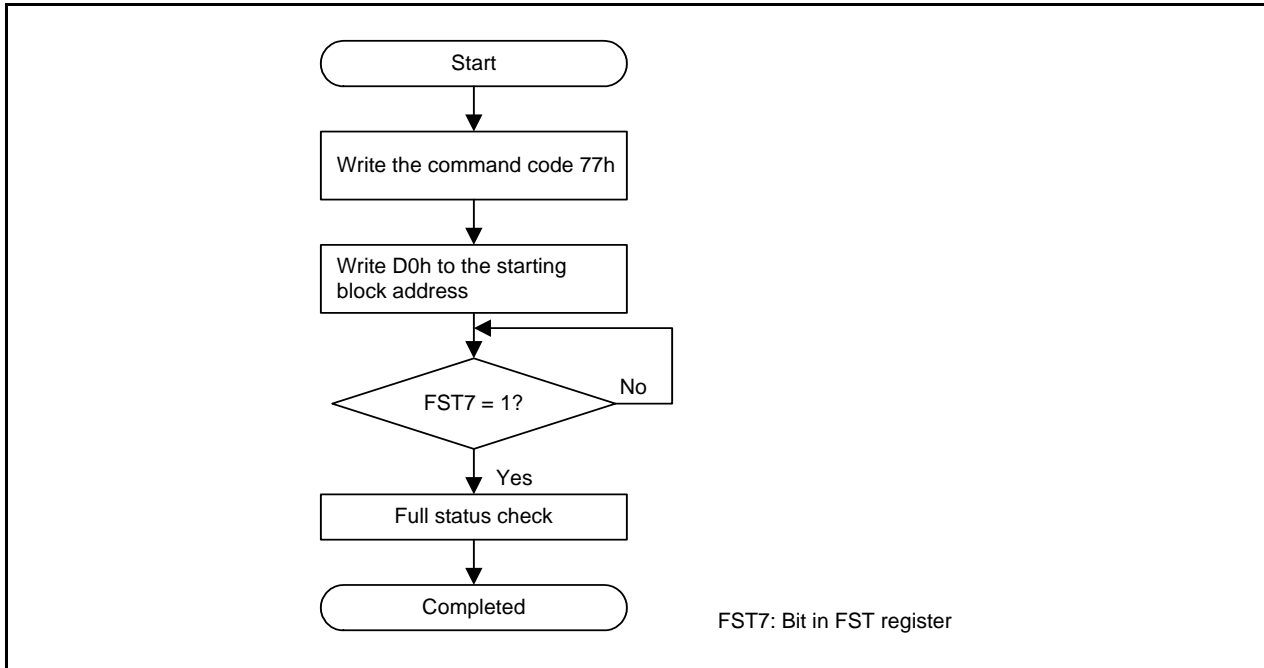 Start
Write the command code 77h
Write D0h to the starting
block address
FST7 = 1?
No
Yes
Full status check
Completed
FST7: Bit in FST register